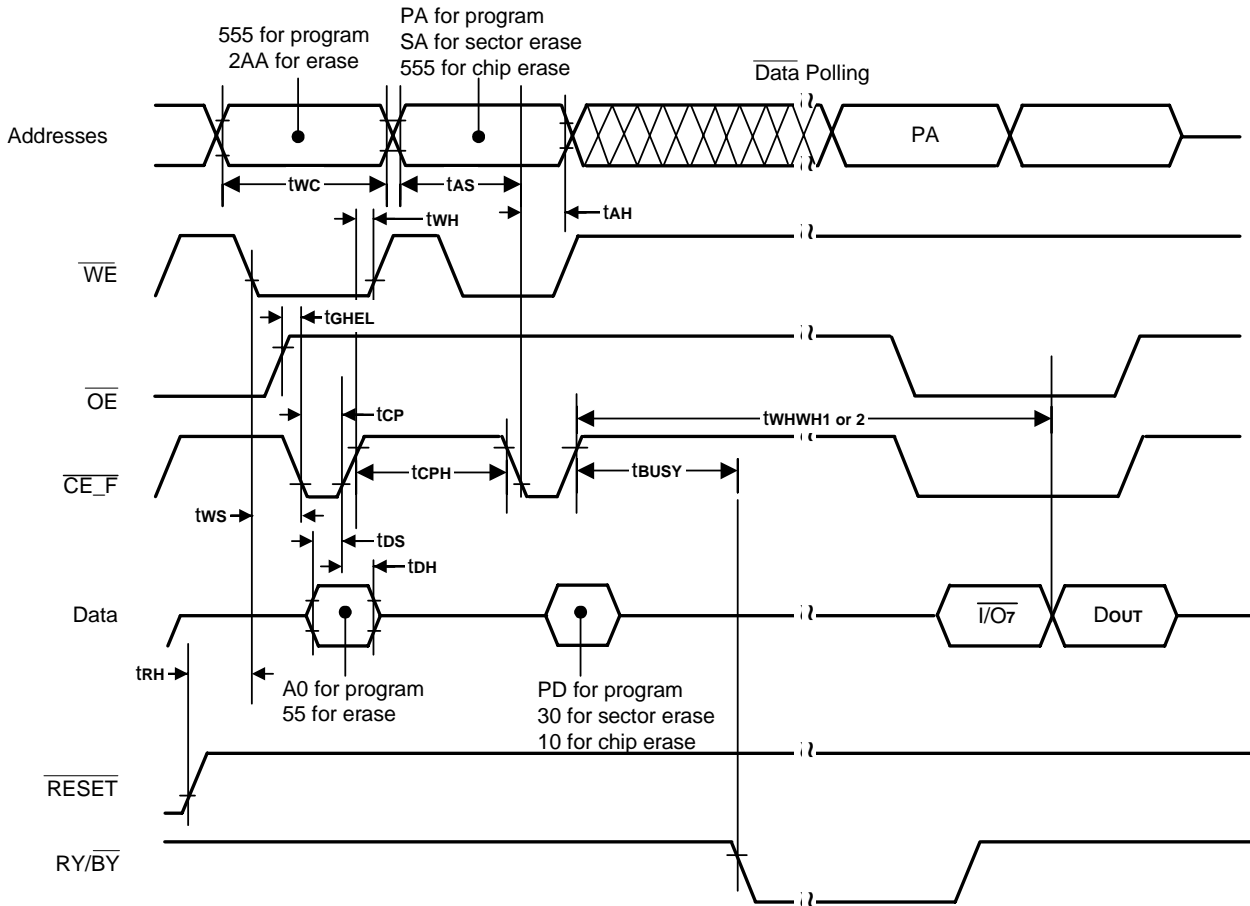 555 for program
2AA for erase
PA for program
SA for sector erase
555 for chip erase
Data Polling
Addresses
PA
tWC
tAS
tWH
tAH
WE
tGHEL
OE
tCP
tWHWH1 or 2
CE_F
tCPH
tBUSY
tWS
tDS
tDH
Data
I/O7
DOUT
tRH
A0 for program
55 for erase
PD for program
30 for sector erase
10 for chip erase
RESET
RY/BY